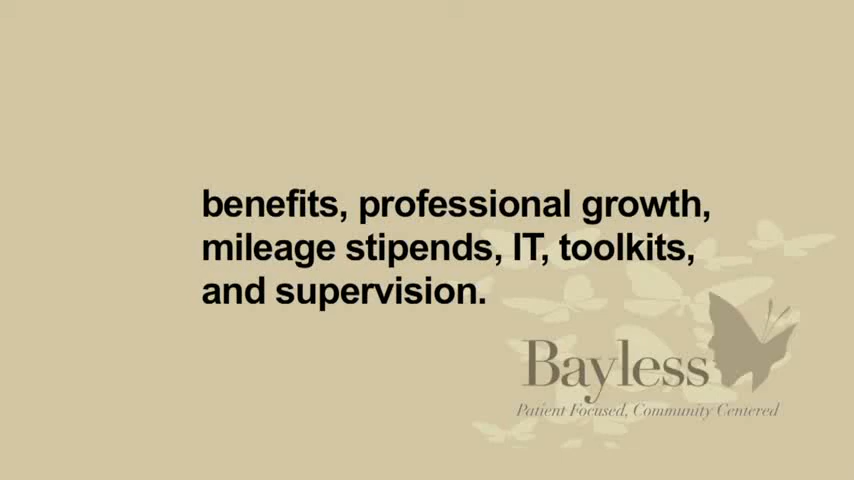 benefits, professional growth,
mileage stipends, IT, toolkits,
and supervision.
Bayless
Patient Focused, Community Centered